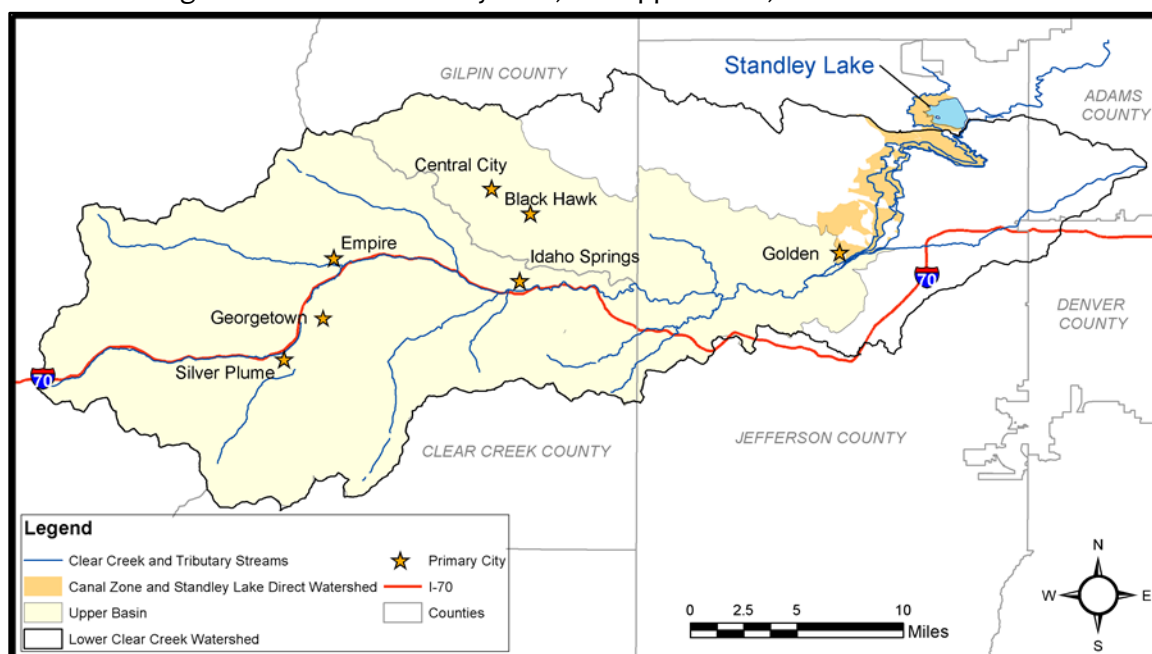 GILPIN COUNTY
Standley Lake
ADAMS
COUNTY
Central City
Black Hawk
Empire
Idaho Springs
Golden
70
Georgetown
DENVER
COUNTY
Silver Plume
70
CLEAR CREEK COUNTY
JEFFERSON COUNTY
Legend
Clear Creek and Tributary Streams
Primary City
Canal Zone and Standley Lake Direct Watershed
I-70
Upper Basin
Counties
Lower Clear Creek Watershed
0 2.5 5 10
Miles
N
W
E
S